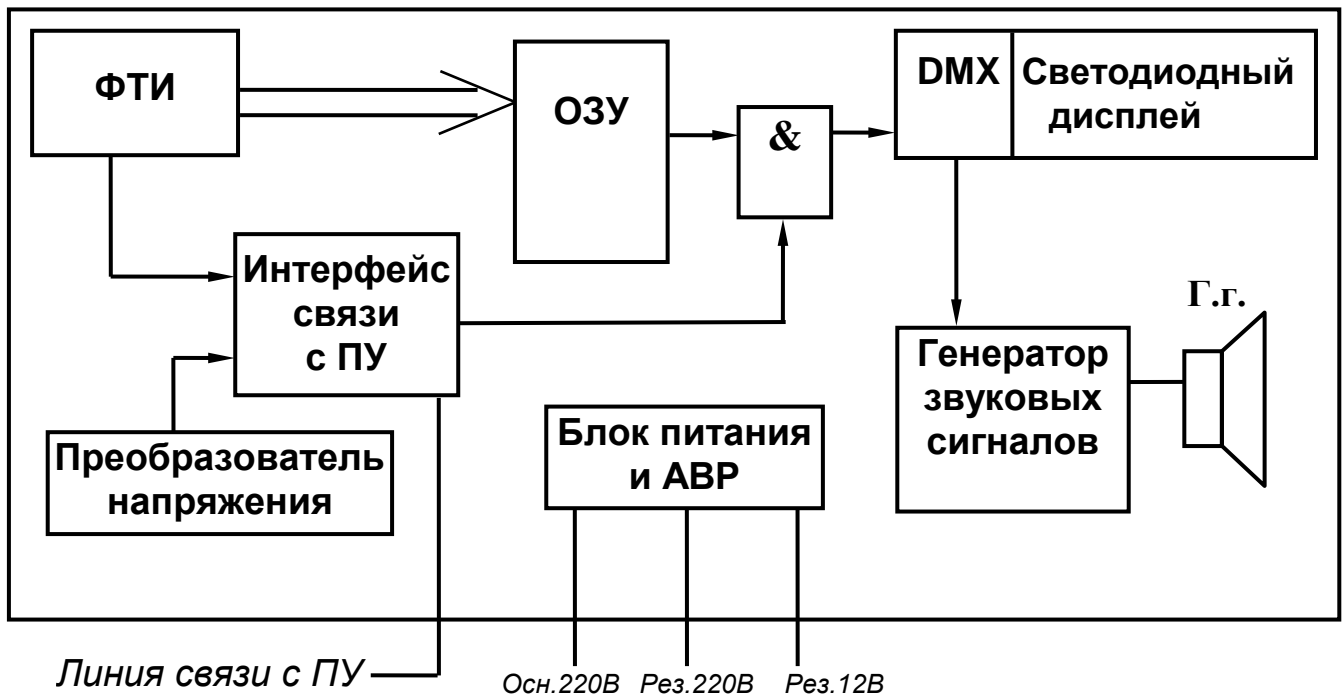 ФТИ
ОЗУ
&
DMX
Светодиодный
дисплей
Интерфейс
связи
с ПУ
Г.г.
Генератор
звуковых
сигналов
Преобразователь
напряжения
Блок питания
и АВР
Линия связи с ПУ
Осн.220В Рез.220В Рез.12В